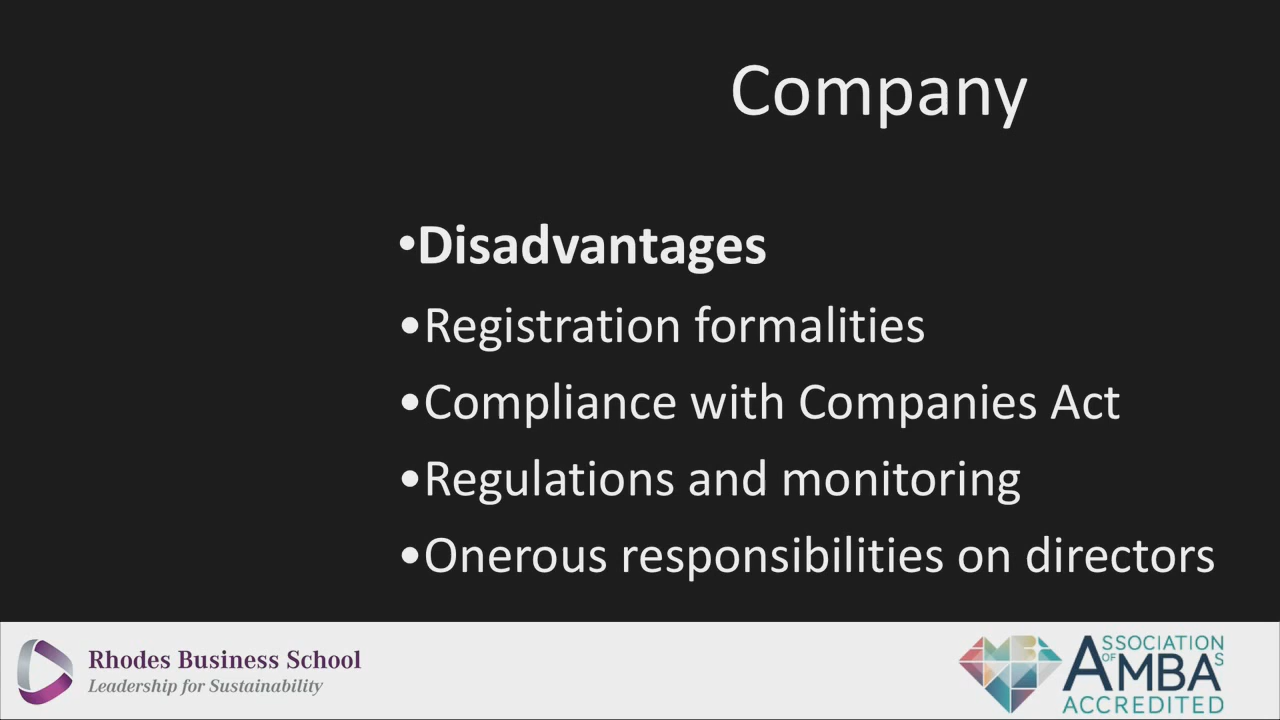 Company
•Disadvantages
•Registration formalities
•Compliance with Companies Act
•Regulations and monitoring
•Onerous responsibilities on directors
Rhodes Business School
Leadership for Sustainability
ASSOCIATION
OF AMBAS
ACCREDITED